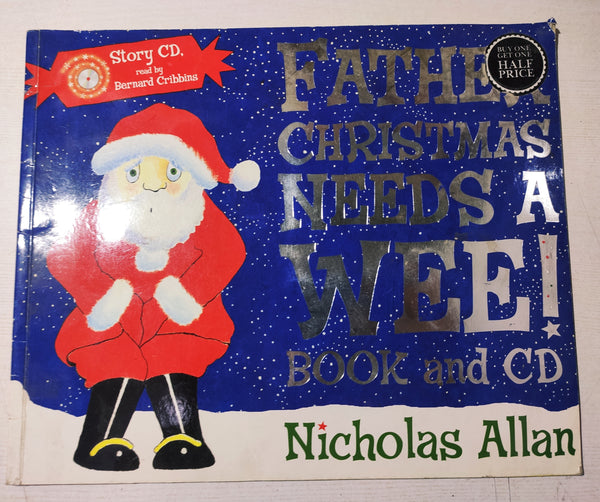 Story CD,
read by
Bernard Cribbins
BUY ONE
GET ONE
HALF
PRICE
FATHER
CHRISTMAS
NEEDS A
WEE!
BOOK and CD
Nicholas Allan